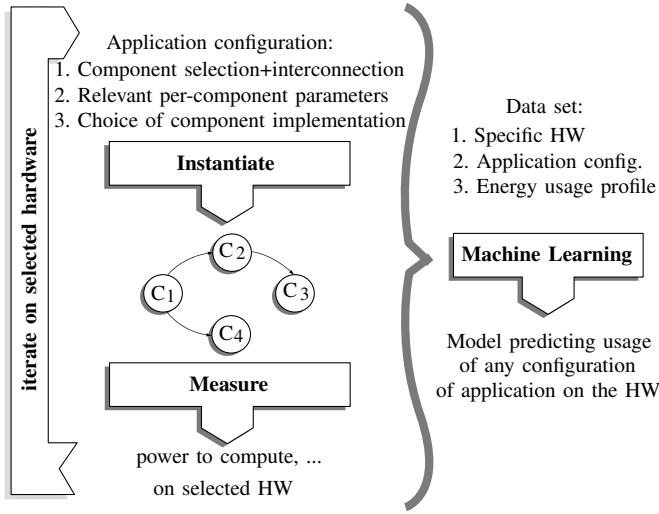 iterate on selected hardware
Application configuration:
1. Component selection+interconnection
2. Relevant per-component parameters
3. Choice of component implementation
Instantiate
C2
C1
C3
C4
Measure
power to compute, ...
on selected HW
Data set:
1. Specific HW
2. Application config.
3. Energy usage profile
Machine Learning
Model predicting usage
of any configuration
of application on the HW